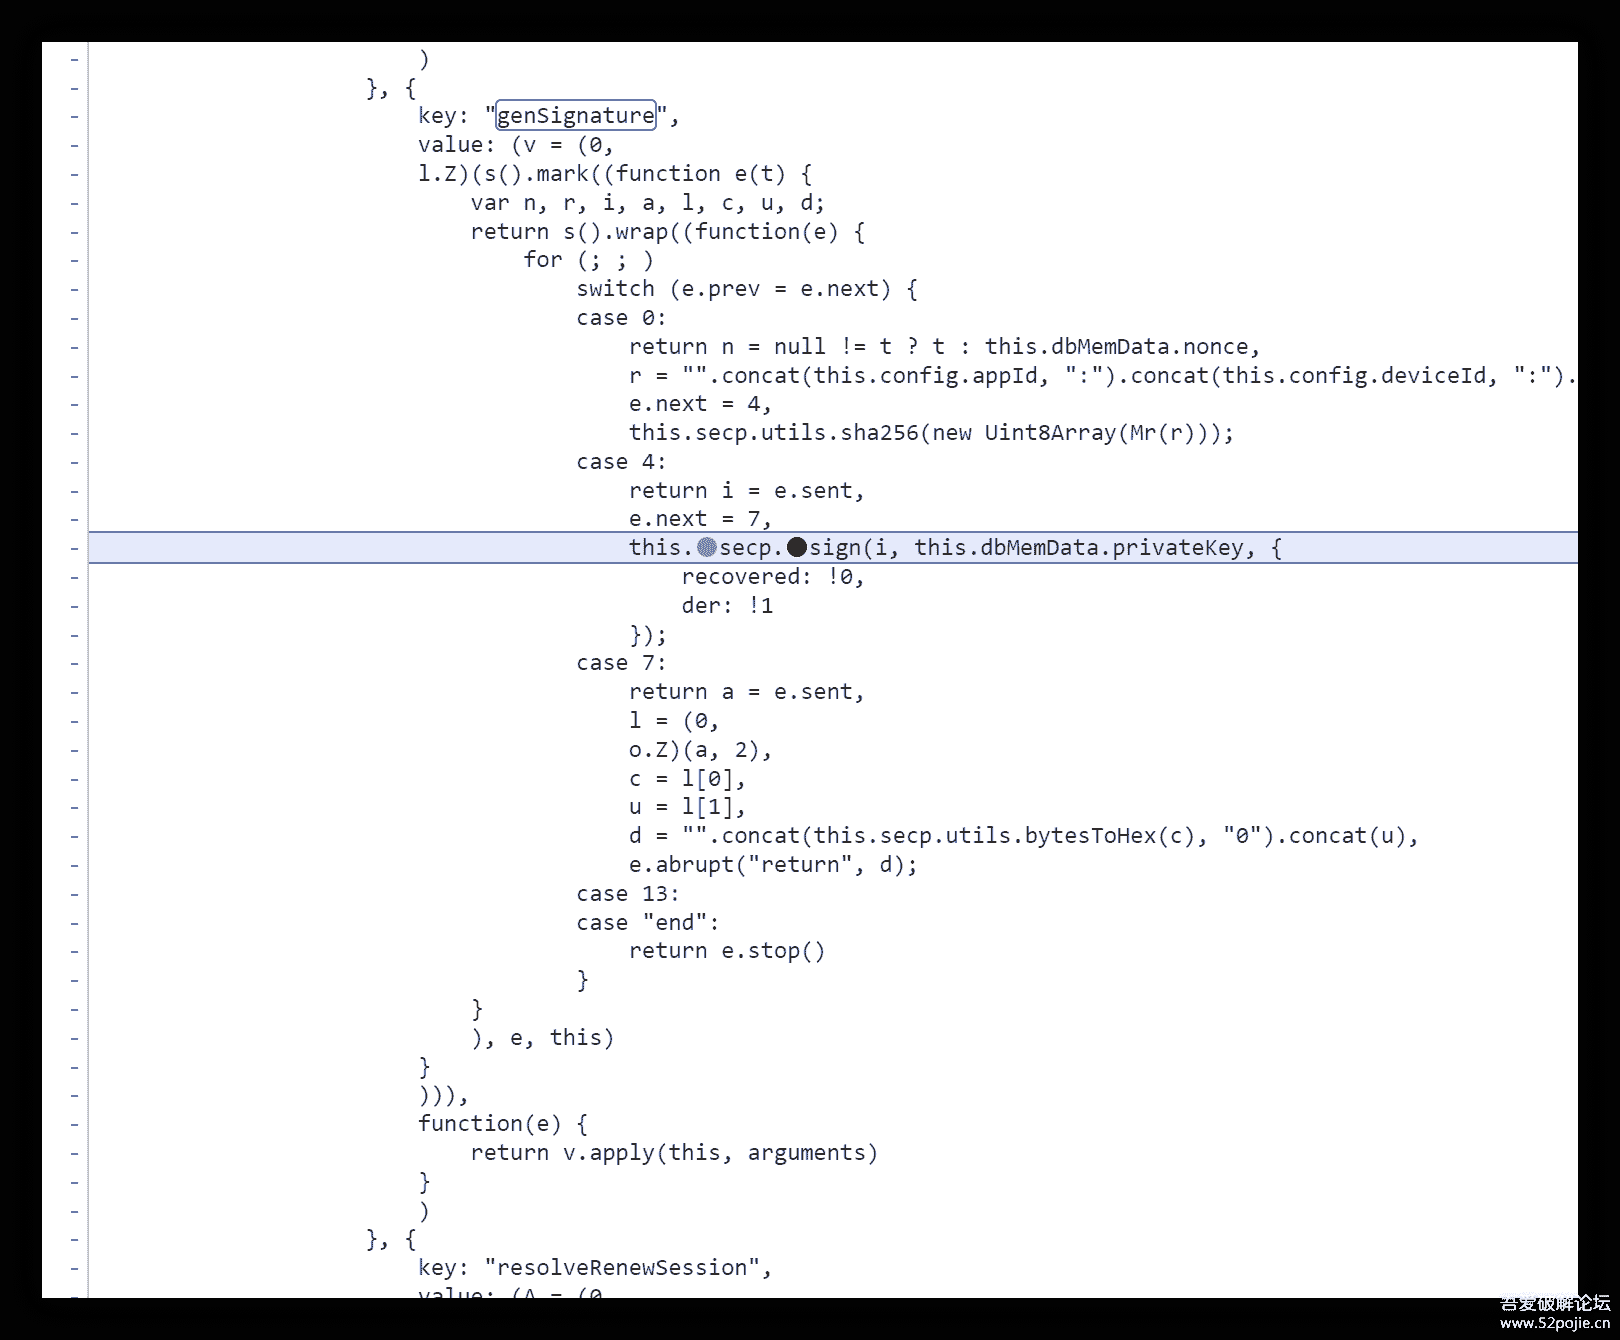 )
}, {
key: "genSignature",
value: (v = (0,
l.Z)(s().mark((function e(t) {
var n, r, i, a, l, c, u, d;
return s().wrap((function(e) {
for (; ; )
switch (e.prev = e.next) {
case 0:
return n = null != t ? t : this.dbMemData.nonce,
r = "".concat(this.config.appId, ":").concat(this.config.deviceId, ":").
e.next = 4,
this.secp.utils.sha256(new Uint8Array(Mr(r)));
case 4:
return i = e.sent,
e.next = 7,
this.secp.sign(i, this.dbMemData.privateKey, {
recovered: !0,
der: !1
});
case 7:
return a = e.sent,
l = (0,
o.Z)(a, 2),
c = l[0],
u = l[1],
d = "".concat(this.secp.utils.bytesToHex(c), "0").concat(u),
e.abrupt("return", d);
case 13:
case "end":
return e.stop()
}
}
), e, this)
}
))),
function(e) {
return v.apply(this, arguments)
}
)
}, {
key: "resolveRenewSession",
value: (A = (0
吾爱破解论坛
www.52pojie.cn